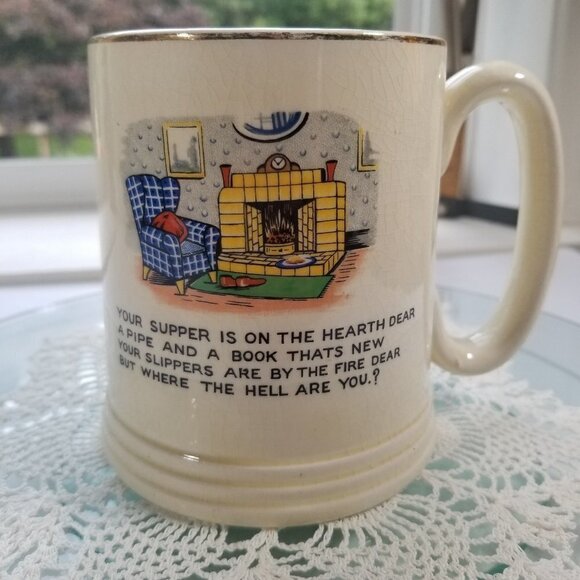 YOUR SUPPER IS ON THE HEARTH DEAR
A PIPE AND A BOOK THATS NEW
YOUR SLIPPERS ARE BY THE FIRE DEAR
BUT WHERE THE HELL ARE YOU.?